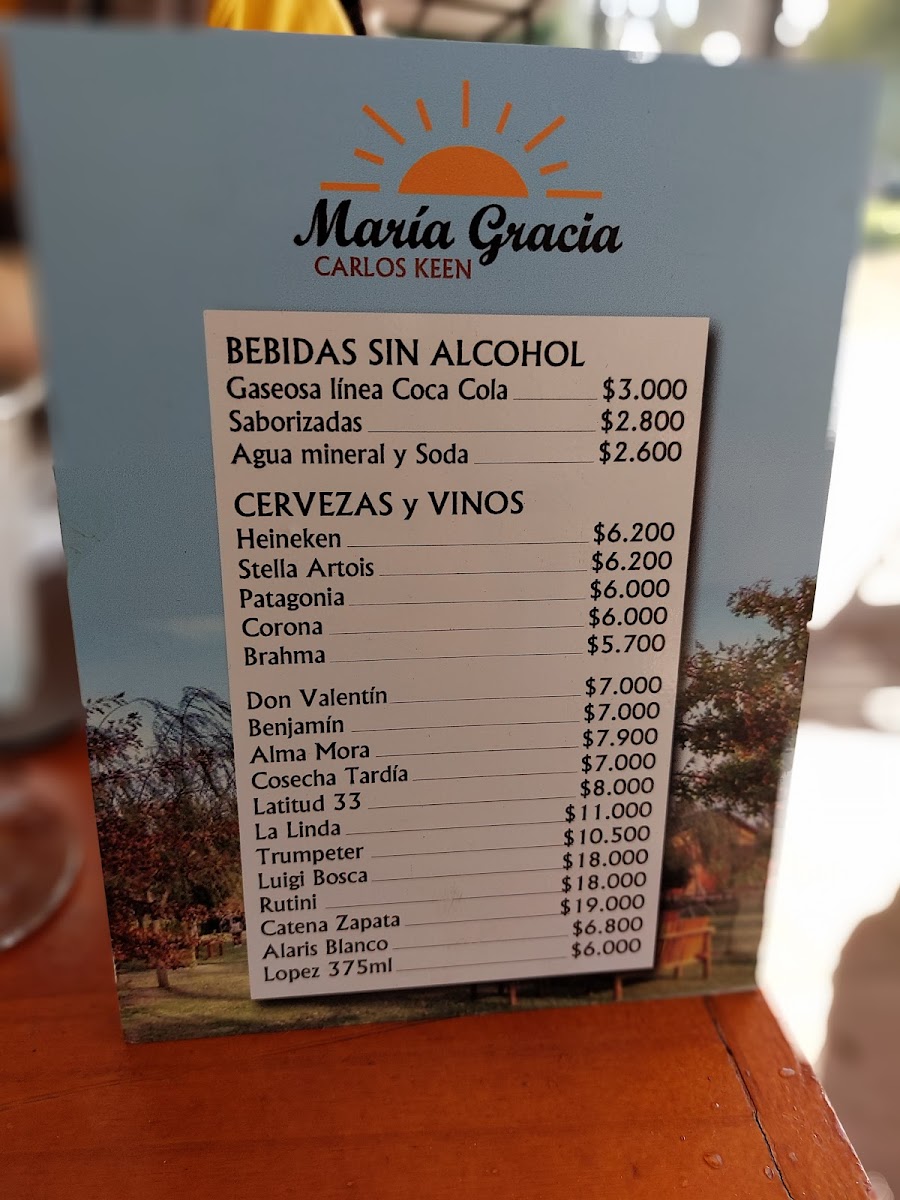 María Gracia
CARLOS KEEN
BEBIDAS SIN ALCOHOL
Gaseosa línea Coca Cola $3.000
Saborizadas $2.800
Agua mineral y Soda $2.600
CERVEZAS y VINOS
Heineken $6.200
Stella Artois $6.200
Patagonia $6.000
Corona $6.000
Brahma $5.700
Don Valentín $7.000
Benjamín $7.000
Alma Mora $7.900
Cosecha Tardía $7.000
Latitud 33 $8.000
La Linda $11.000
Trumpeter $10.500
Luigi Bosca $18.000
Rutini $18.000
Catena Zapata $19.000
Alaris Blanco $6.800
Lopez 375ml $6.000